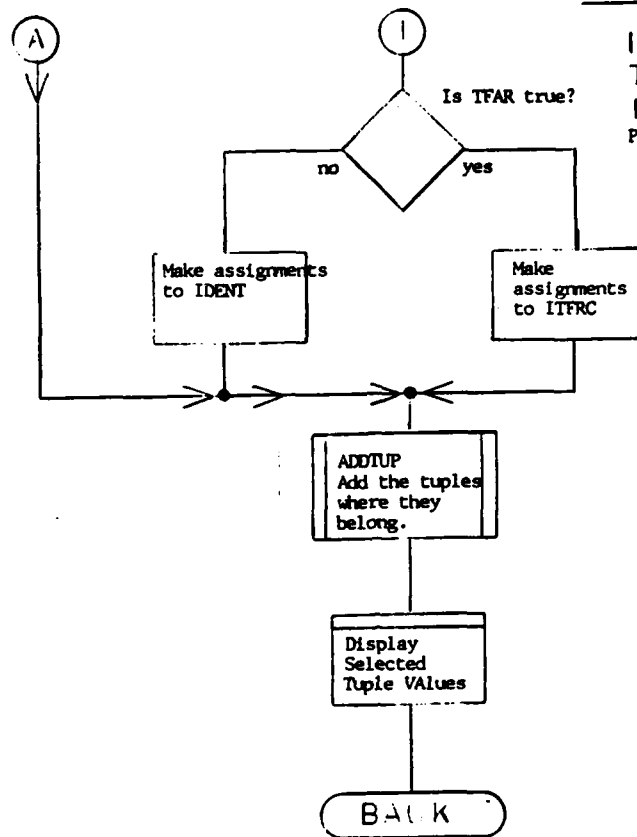 A
I
Is TFAR true?
no
yes
Make assignments
to IDENT
Make
assignments
to ITFRC
ADDTUP
Add the tuples
where they
belong.
Display
Selected
Tuple VAlues
BACK